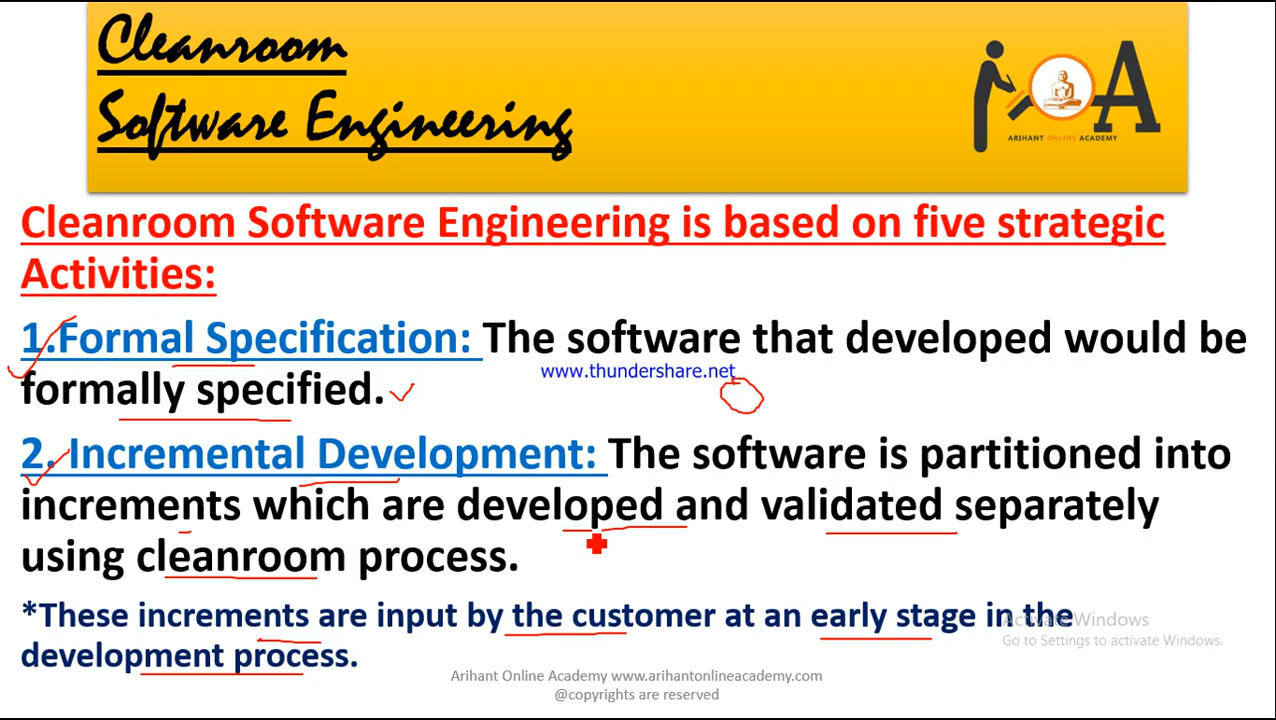 Cleanroom
Software Engineering
ARIHANT ONLINE ACADEMY
Cleanroom Software Engineering is based on five strategic
Activities:
1.Formal Specification: The software that developed would be
formally specified.
www.thundershare.net
2. Incremental Development: The software is partitioned into
increments which are developed and validated separately
using cleanroom process.
*These increments are input by the customer at an early stage in the
development process.
Activate Windows
Go to Settings to activate Windows.
Arihant Online Academy www.arihantonlineacademy.com
@copyrights are reserved